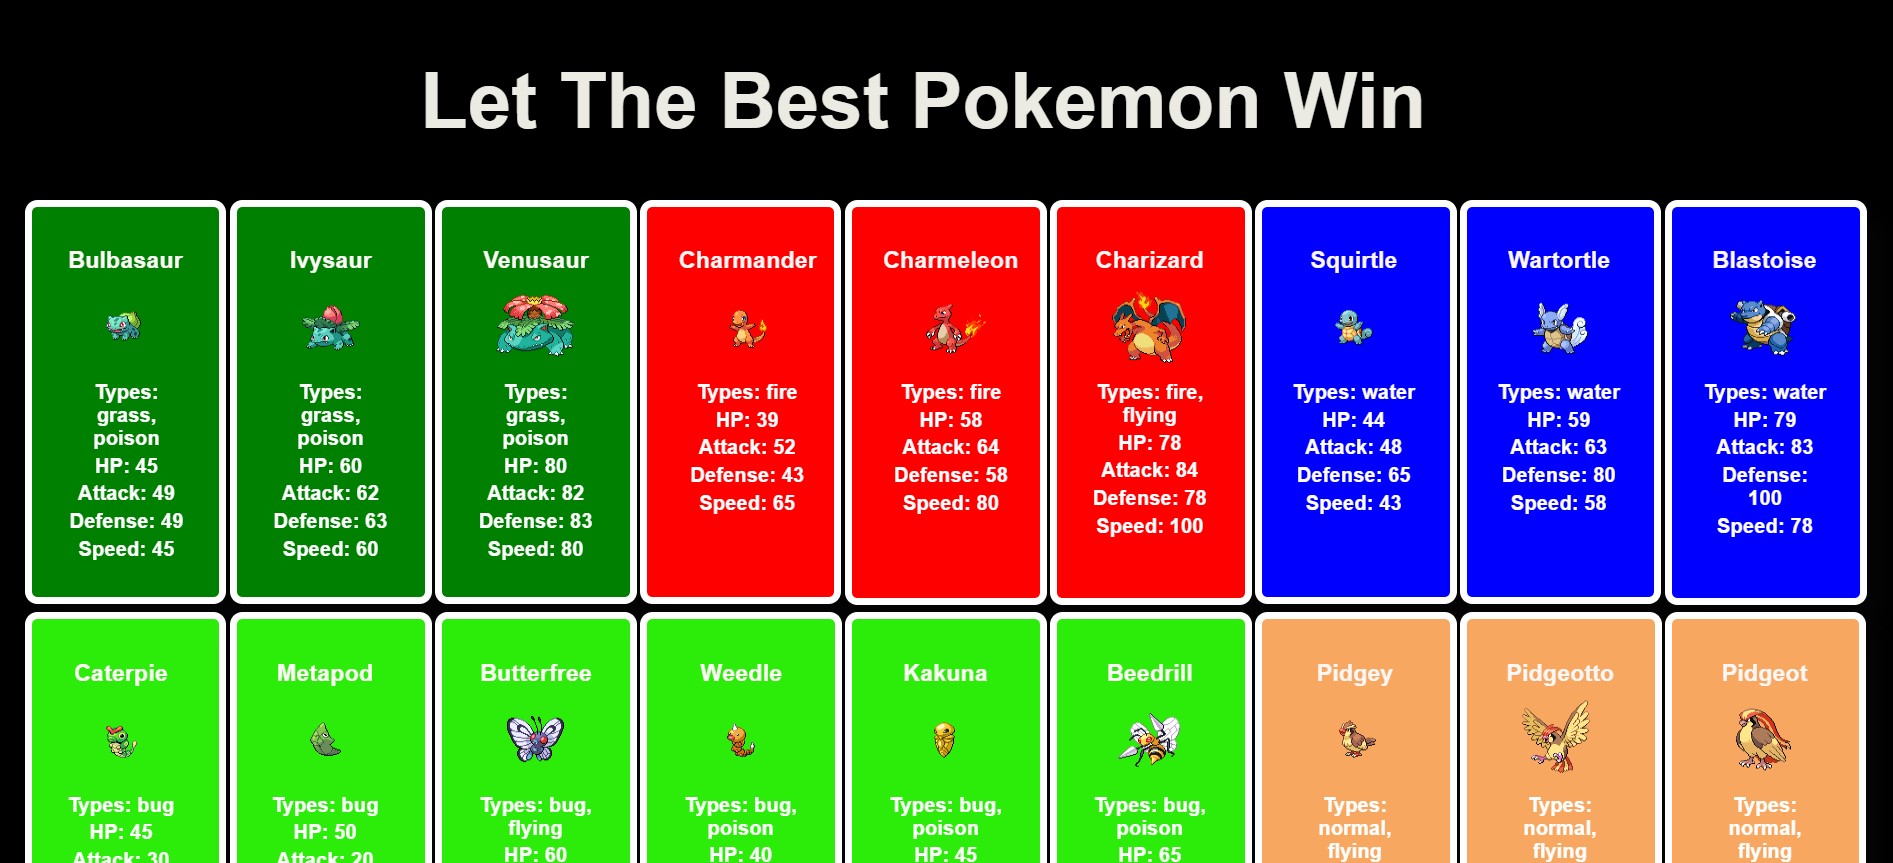 Let The Best Pokemon Win
Bulbasaur
Types:
grass,
poison
HP: 45
Attack: 49
Defense: 49
Speed: 45
Ivysaur
Types:
grass,
poison
HP: 60
Attack: 62
Defense: 63
Speed: 60
Venusaur
Types:
grass,
poison
HP: 80
Attack: 82
Defense: 83
Speed: 80
Charmander
Types: fire
HP: 39
Attack: 52
Defense: 43
Speed: 65
Charmeleon
Types: fire
HP: 58
Attack: 64
Defense: 58
Speed: 80
Charizard
Types: fire,
flying
HP: 78
Attack: 84
Defense: 78
Speed: 100
Squirtle
Types: water
HP: 44
Attack: 48
Defense: 65
Speed: 43
Wartortle
Types: water
HP: 59
Attack: 63
Defense: 80
Speed: 58
Blastoise
Types: water
HP: 79
Attack: 83
Defense:
100
Speed: 78
Caterpie
Types: bug
HP: 45
Attack: 30
Metapod
Types: bug
HP: 50
Attack: 20
Butterfree
Types: bug,
flying
HP: 60
Weedle
Types: bug,
poison
HP: 40
Kakuna
Types: bug,
poison
HP: 45
Beedrill
Types: bug,
poison
HP: 65
Pidgey
Types:
normal,
flying
Pidgeotto
Types:
normal,
flying
Pidgeot
Types:
normal,
flying